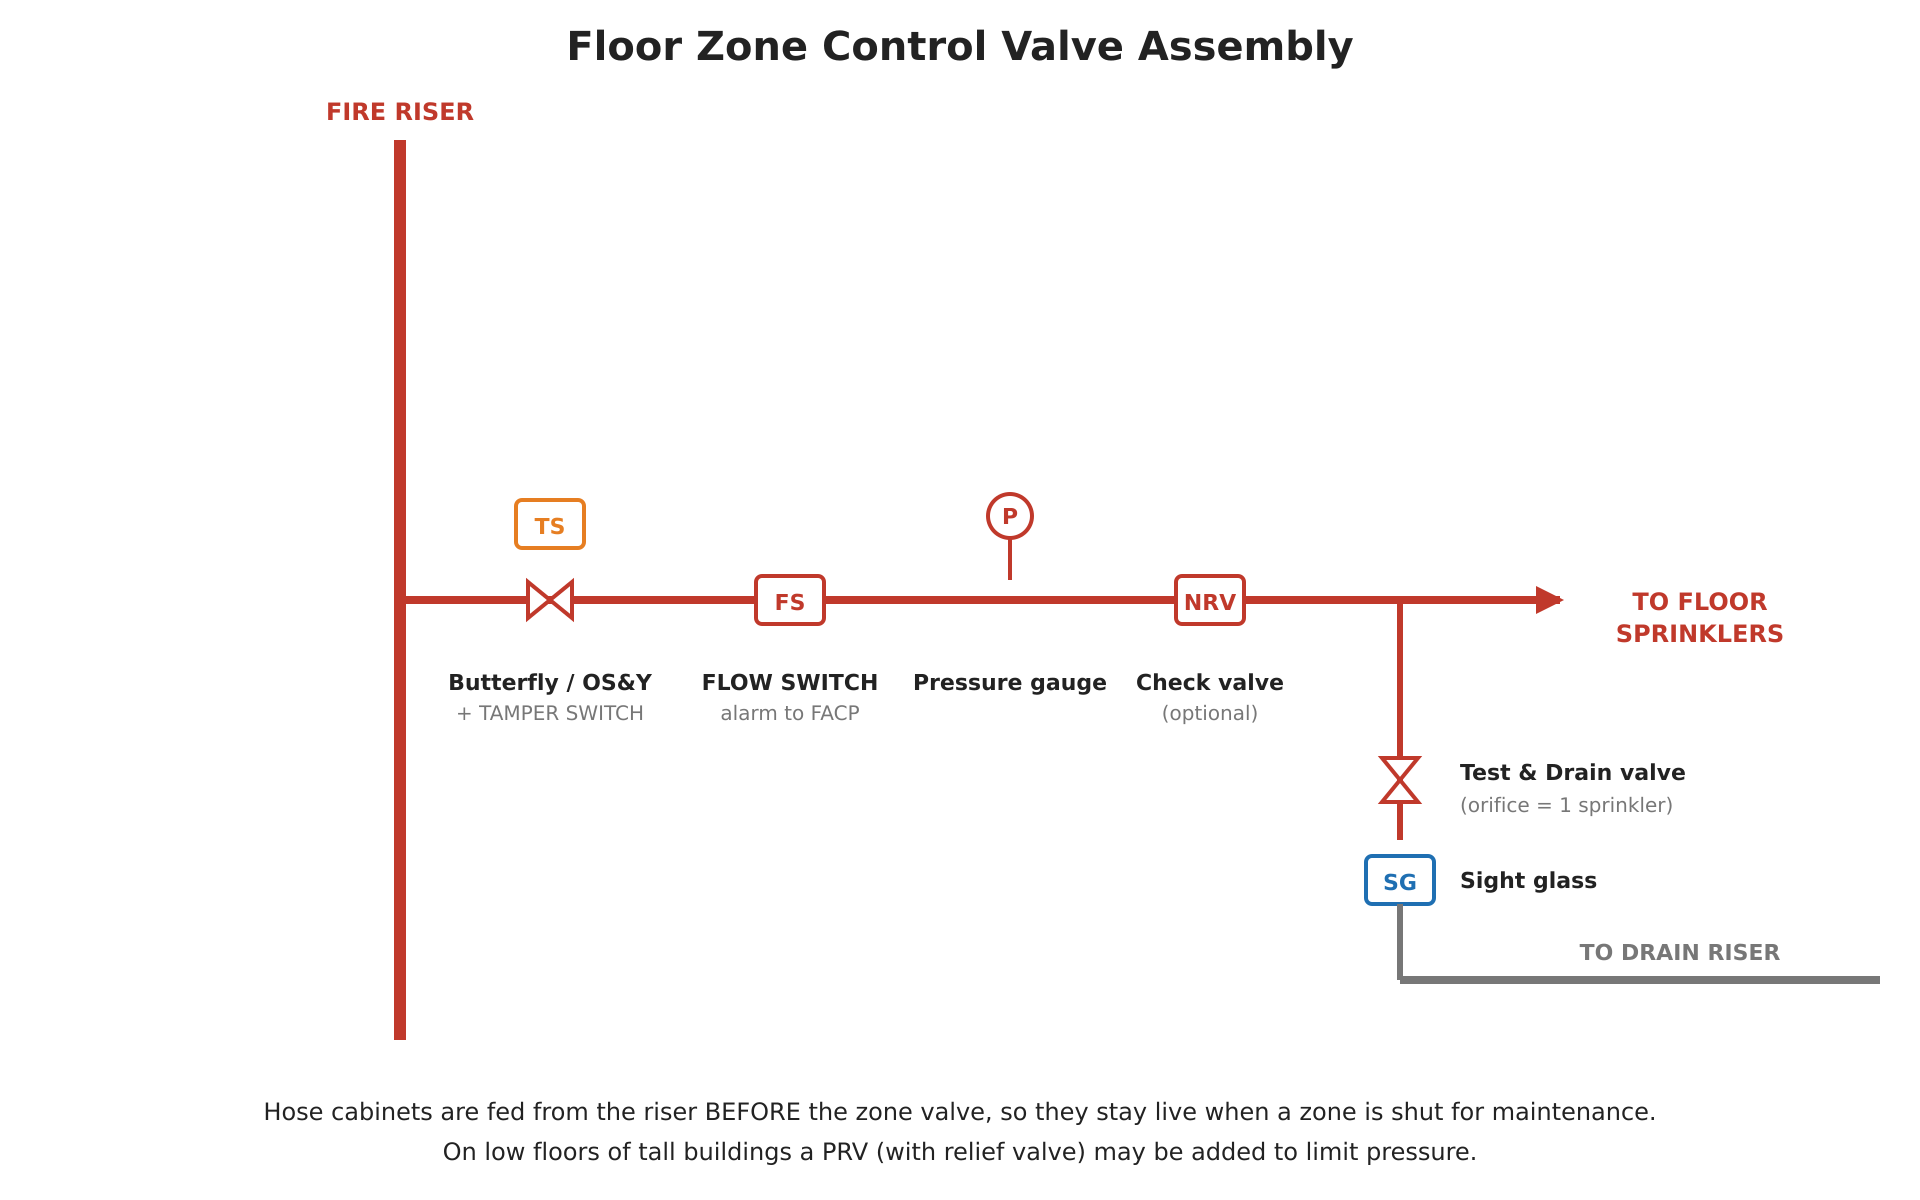 Floor Zone Control Valve Assembly
FIRE RISER
TS
P
FS
NRV
TO FLOOR
SPRINKLERS
Butterfly / OS&Y
+ TAMPER SWITCH
FLOW SWITCH
alarm to FACP
Pressure gauge
Check valve
(optional)
Test & Drain valve
(orifice = 1 sprinkler)
SG
Sight glass
TO DRAIN RISER
Hose cabinets are fed from the riser BEFORE the zone valve, so they stay live when a zone is shut for maintenance.
On low floors of tall buildings a PRV (with relief valve) may be added to limit pressure.